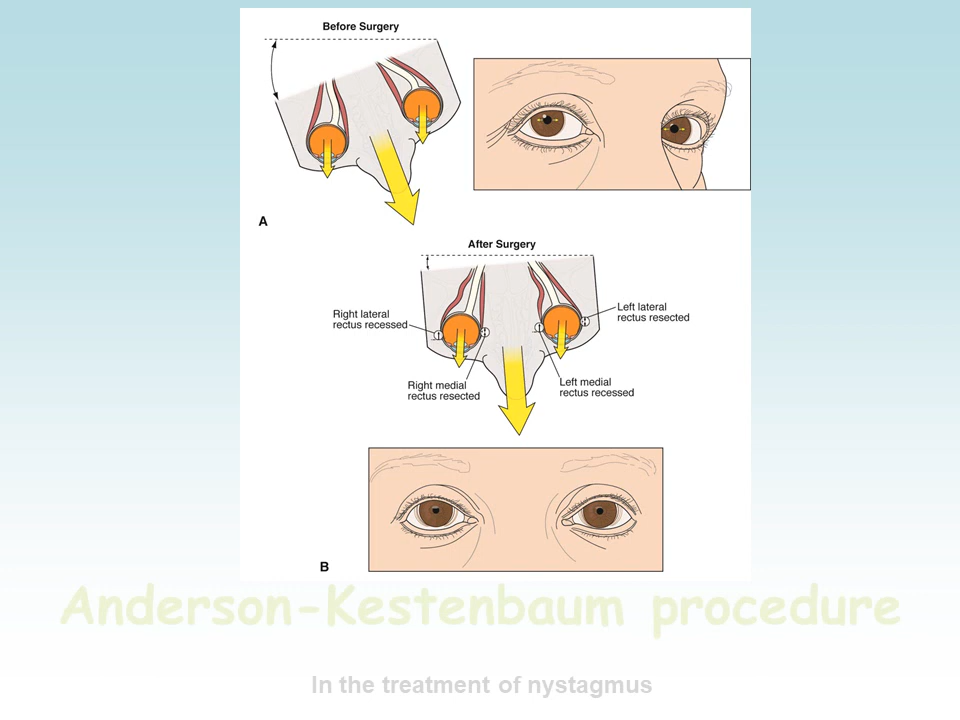 Before Surgery
A
After Surgery
Right lateral
rectus recessed
Left lateral
rectus resected
Right medial
rectus resected
Left medial
rectus recessed
B
Anderson-Kestenbaum procedure
In the treatment of nystagmus